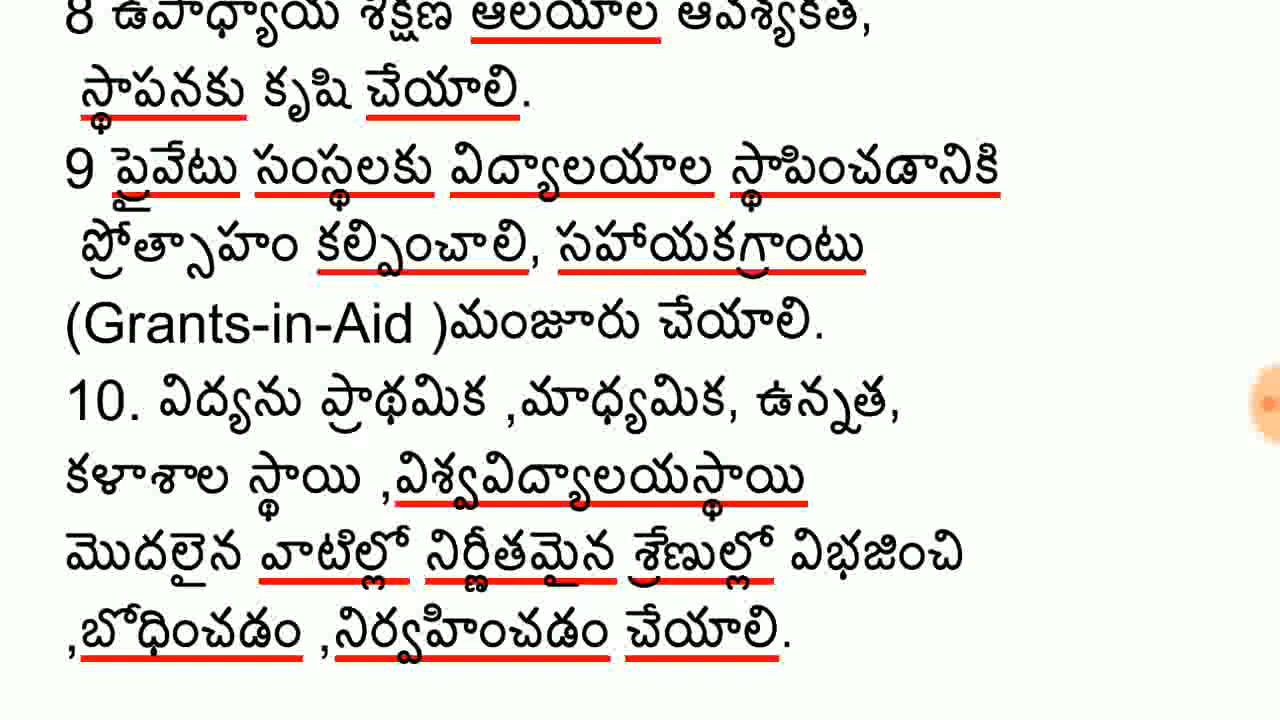 8 ఉపాధ్యాయ శిక్షణ ఆలయాల ఆవశ్యకత,
స్థాపనకు కృషి చేయాలి.
9 ప్రైవేటు సంస్థలకు విద్యాలయాల స్థాపించడానికి
ప్రోత్సాహం కల్పించాలి, సహాయకగ్రాంటు
(Grants-in-Aid )మంజూరు చేయాలి.
10. విద్యను ప్రాథమిక ,మాధ్యమిక, ఉన్నత,
కళాశాల స్థాయి ,విశ్వవిద్యాలయస్థాయి
మొదలైన వాటిల్లో నిర్ణీతమైన శ్రేణుల్లో విభజించి
,బోధించడం ,నిర్వహించడం చేయాలి.